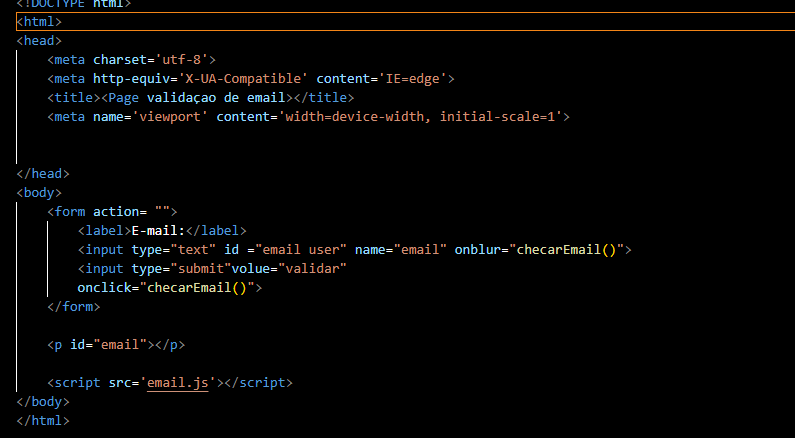 <!DOCTYPE html>
<html>
<head>
<meta charset='utf-8'>
<meta http-equiv='X-UA-Compatible' content='IE=edge'>
<title><Page validaçao de email></title>
<meta name='viewport' content='width=device-width, initial-scale=1'>
</head>
<body>
<form action= "">
<label>E-mail:</label>
<input type="text" id ="email user" name="email" onblur="checarEmail()">
<input type="submit"volue="validar"
onclick="checarEmail()">
</form>
<p id="email"></p>
<script src='email.js'></script>
</body>
</html>